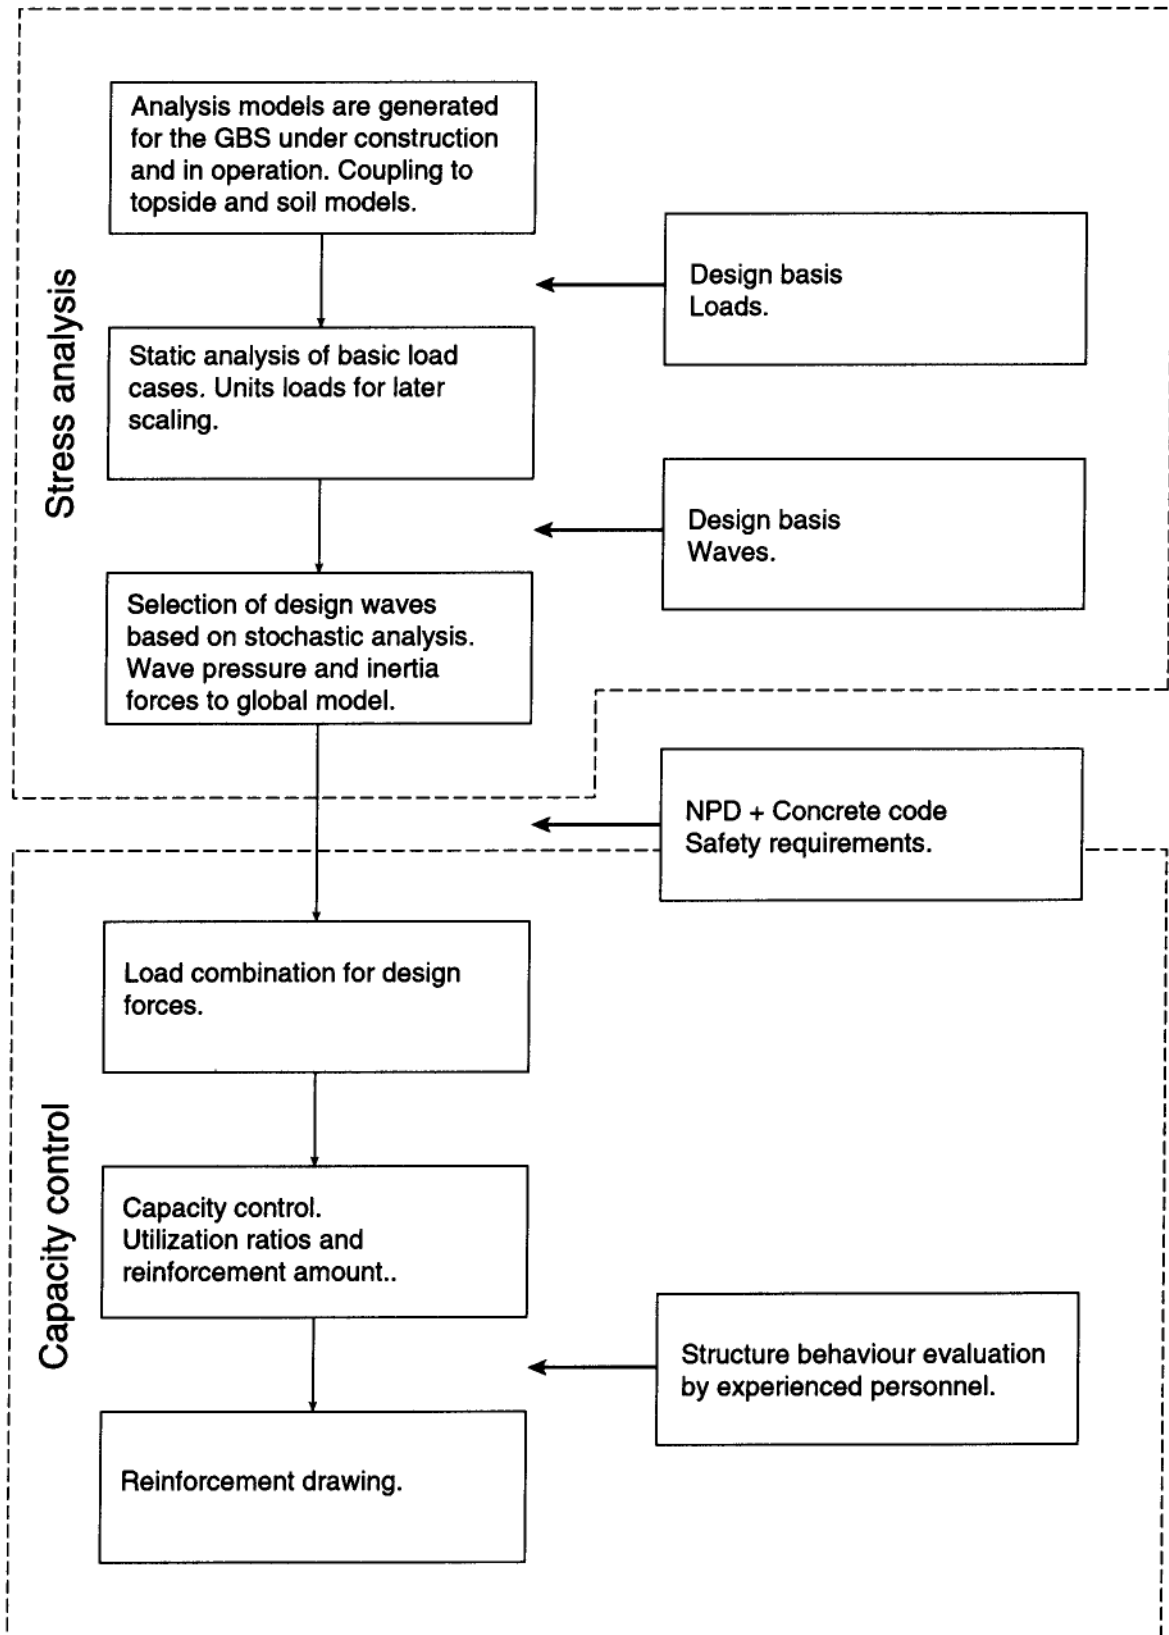 Stress analysis
Analysis models are generated
for the GBS under construction
and in operation. Coupling to
topside and soil models.
Design basis
Loads.
Static analysis of basic load
cases. Units loads for later
scaling.
Design basis
Waves.
Selection of design waves
based on stochastic analysis.
Wave pressure and inertia
forces to global model.
NPD + Concrete code
Safety requirements.
Capacity control
Load combination for design
forces.
Capacity control.
Utilization ratios and
reinforcement amount..
Structure behaviour evaluation
by experienced personnel.
Reinforcement drawing.